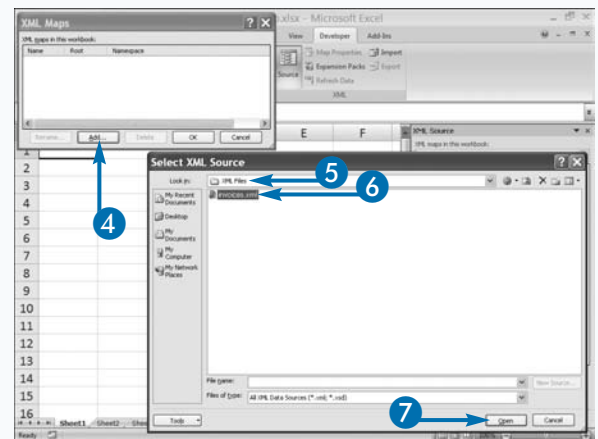 XML Maps
XML maps in this workbook:
Name Root Namespace
Rename... Add... Delete OK Cancel
4
.xlsx - Microsoft Excel
View Developer Add-Ins
Source
Map Properties Import
Expansion Packs Export
Refresh Data
XML
E F
XML Source
XML maps in this workbook:
1
2
3
4
5
6
7
8
9
10
11
12
13
14
15
16
Select XML Source
Look in: XML Files
5
6
My Recent Documents
Desktop
My Documents
My Computer
My Network Places
File name:
New Source...
Files of type: All XML Data Sources (*.xml; *.xsd)
7
Tools Open Cancel
Sheet1 Sheet2 Shee
Ready